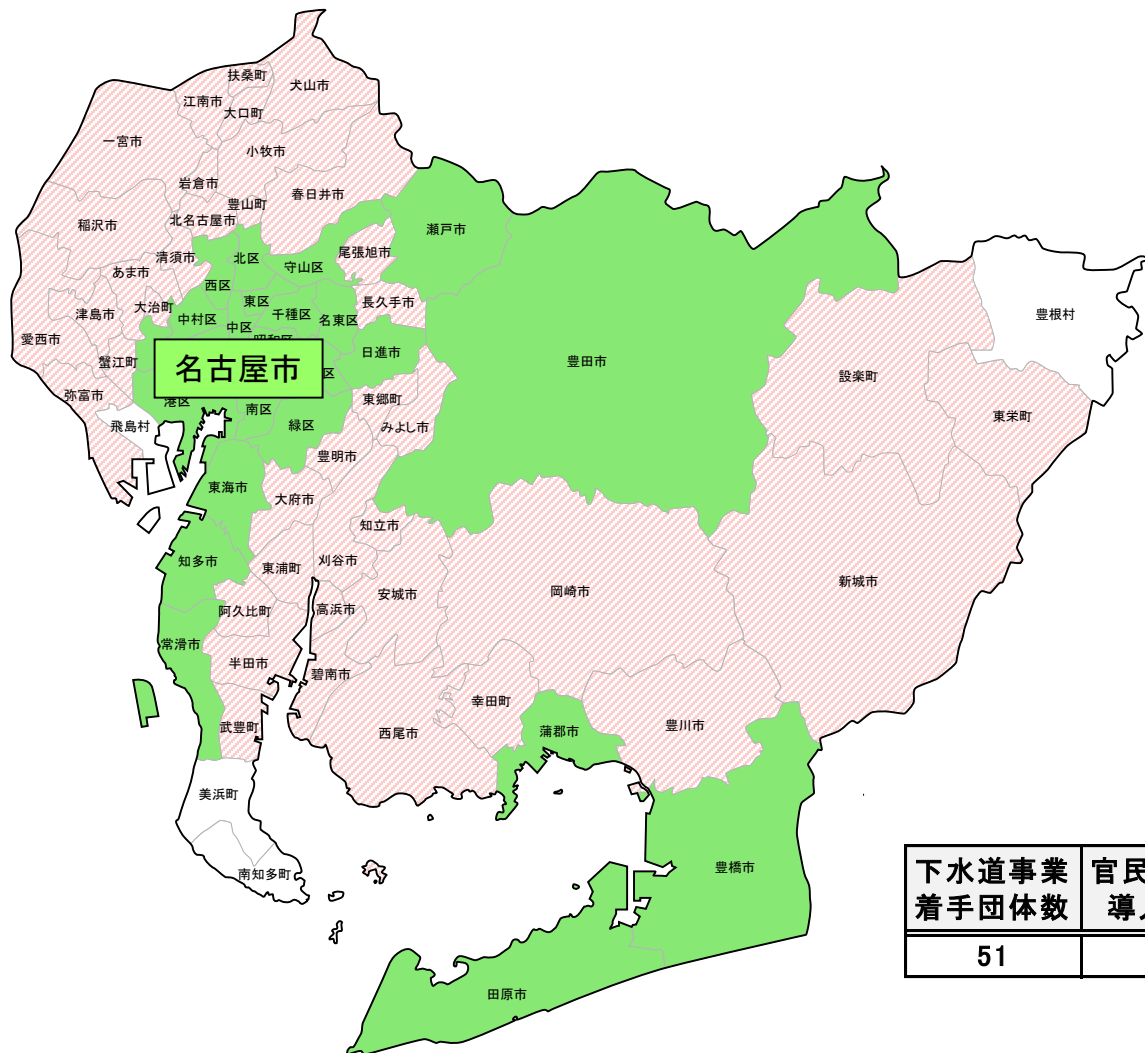 扶桑町
犬山市
江南市
大口町
一宮市
小牧市
岩倉市
春日井市
豊山町
稲沢市
北名古屋市
瀬戸市
清須市
北区
尾張旭市
守山区
あま市
西区
東区
長久手市
大治町
千種区
津島市
中村区
名東区
中区
豊根村
愛西市
日進市
蟹江町
豊田市
名古屋市
区
設楽町
弥富市
港区
東郷町
南区
東栄町
飛島村
緑区
みよし市
豊明市
東海市
大府市
知立市
知多市
刈谷市
東浦町
新城市
岡崎市
安城市
阿久比町
高浜市
常滑市
半田市
碧南市
幸田町
武豊町
西尾市
蒲郡市
豊川市
美浜町
豊橋市
南知多町
下水道事業 官民
着手団体数 導
51
田原市